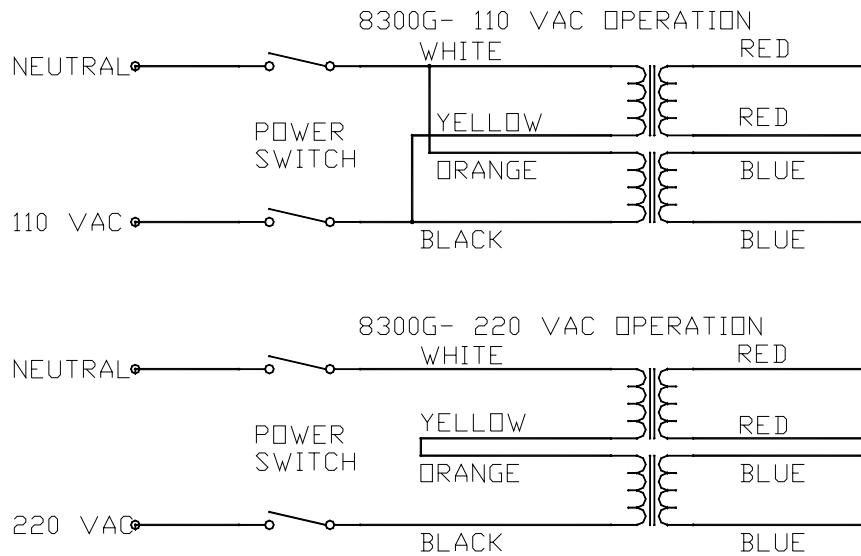 8300G- 110 VAC OPERATION
WHITE
RED
NEUTRAL
YELLOW
RED
POWER
SWITCH
ORANGE
BLUE
110 VAC
BLACK
BLUE
8300G- 220 VAC OPERATION
WHITE
RED
NEUTRAL
YELLOW
RED
POWER
SWITCH
ORANGE
BLUE
220 VAC
BLACK
BLUE